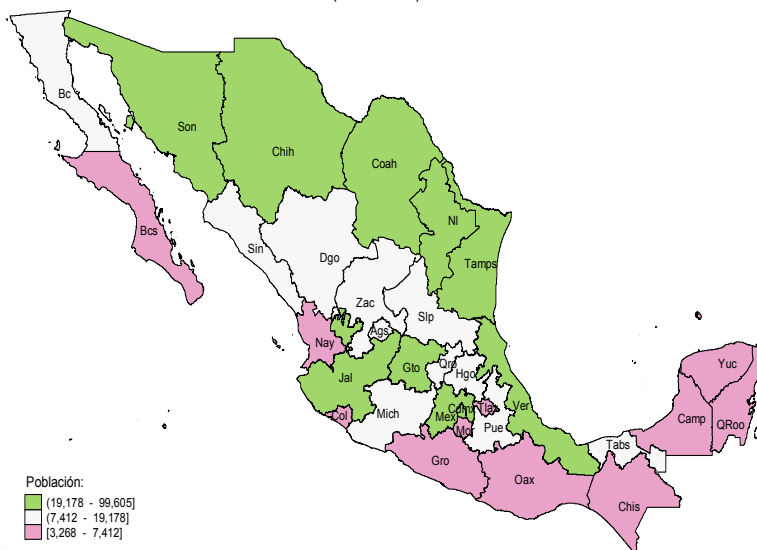 Bc
Son
Chih
Coah
Nl
Bcs
Sin
Dgo
Tamps
Zac
Slp
Nay
Ags
Qro
Hgo
Jal
Gto
Yuc
Col
Mich
Mex
Cdmx
Tlax
Ver
Mor
Pue
Camp
QRoo
Tabs
Gro
Oax
Chis
Población:
(19,178 - 99,605]
(7,412 - 19,178]
[3,268 - 7,412]